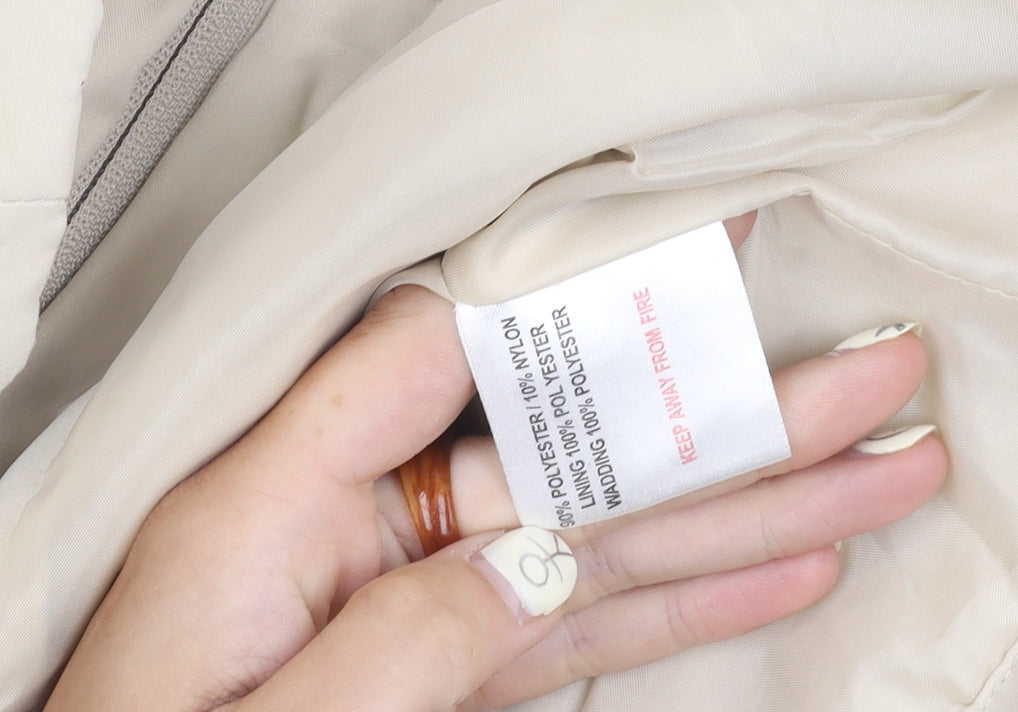 90% POLYESTER / 10% NYLON
LINING 100% POLYESTER
WADDING 100% POLYESTER
KEEP AWAY FROM FIRE